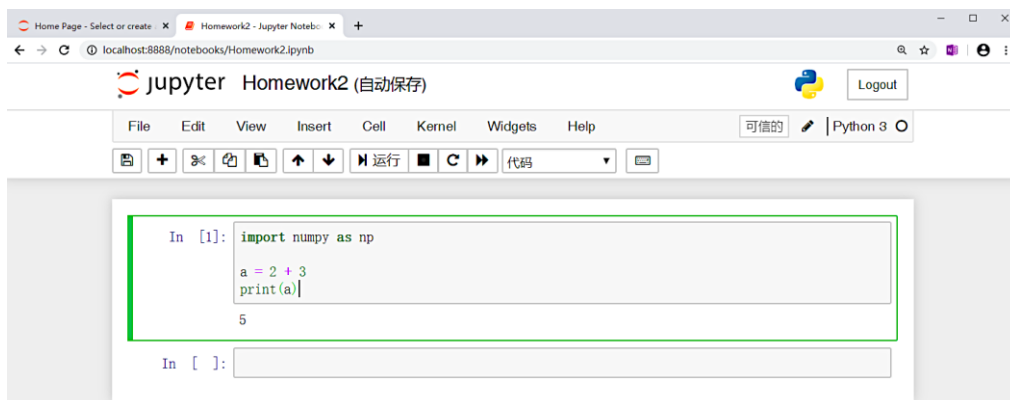 Home Page - Select or create
Homework2 - Jupyter Notebo
localhost:8888/notebooks/Homework2.ipynb
jupyter Homework2 (自动保存)
Logout
File Edit View Insert Cell Kernel Widgets Help
可信的
Python 3
运行
代码
In [1]: import numpy as np
a = 2 + 3
print(a)
5
In [ ]: